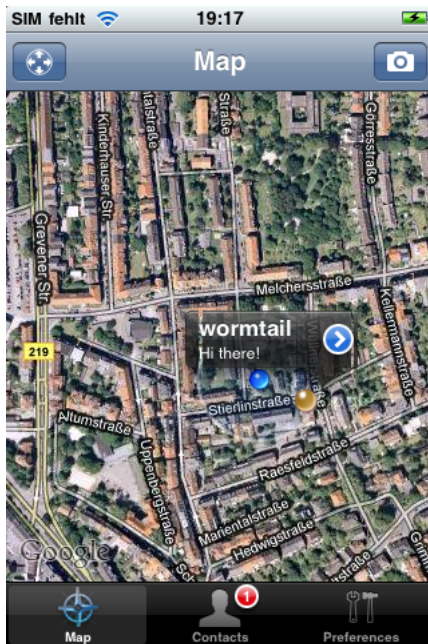 SIM fehlt 19:17
Map
Kinderhauser Str.
Straße
Görresstraße
Grevener Str.
Melchersstraße
Kellermannstraße
wormtail
Hi there!
219
Stierlinstraße
Altumstraße
Uppenbergstraße
Raesfeldstraße
Marientalstraße
Hedwigstraße
Google
1
Map Contacts Preferences